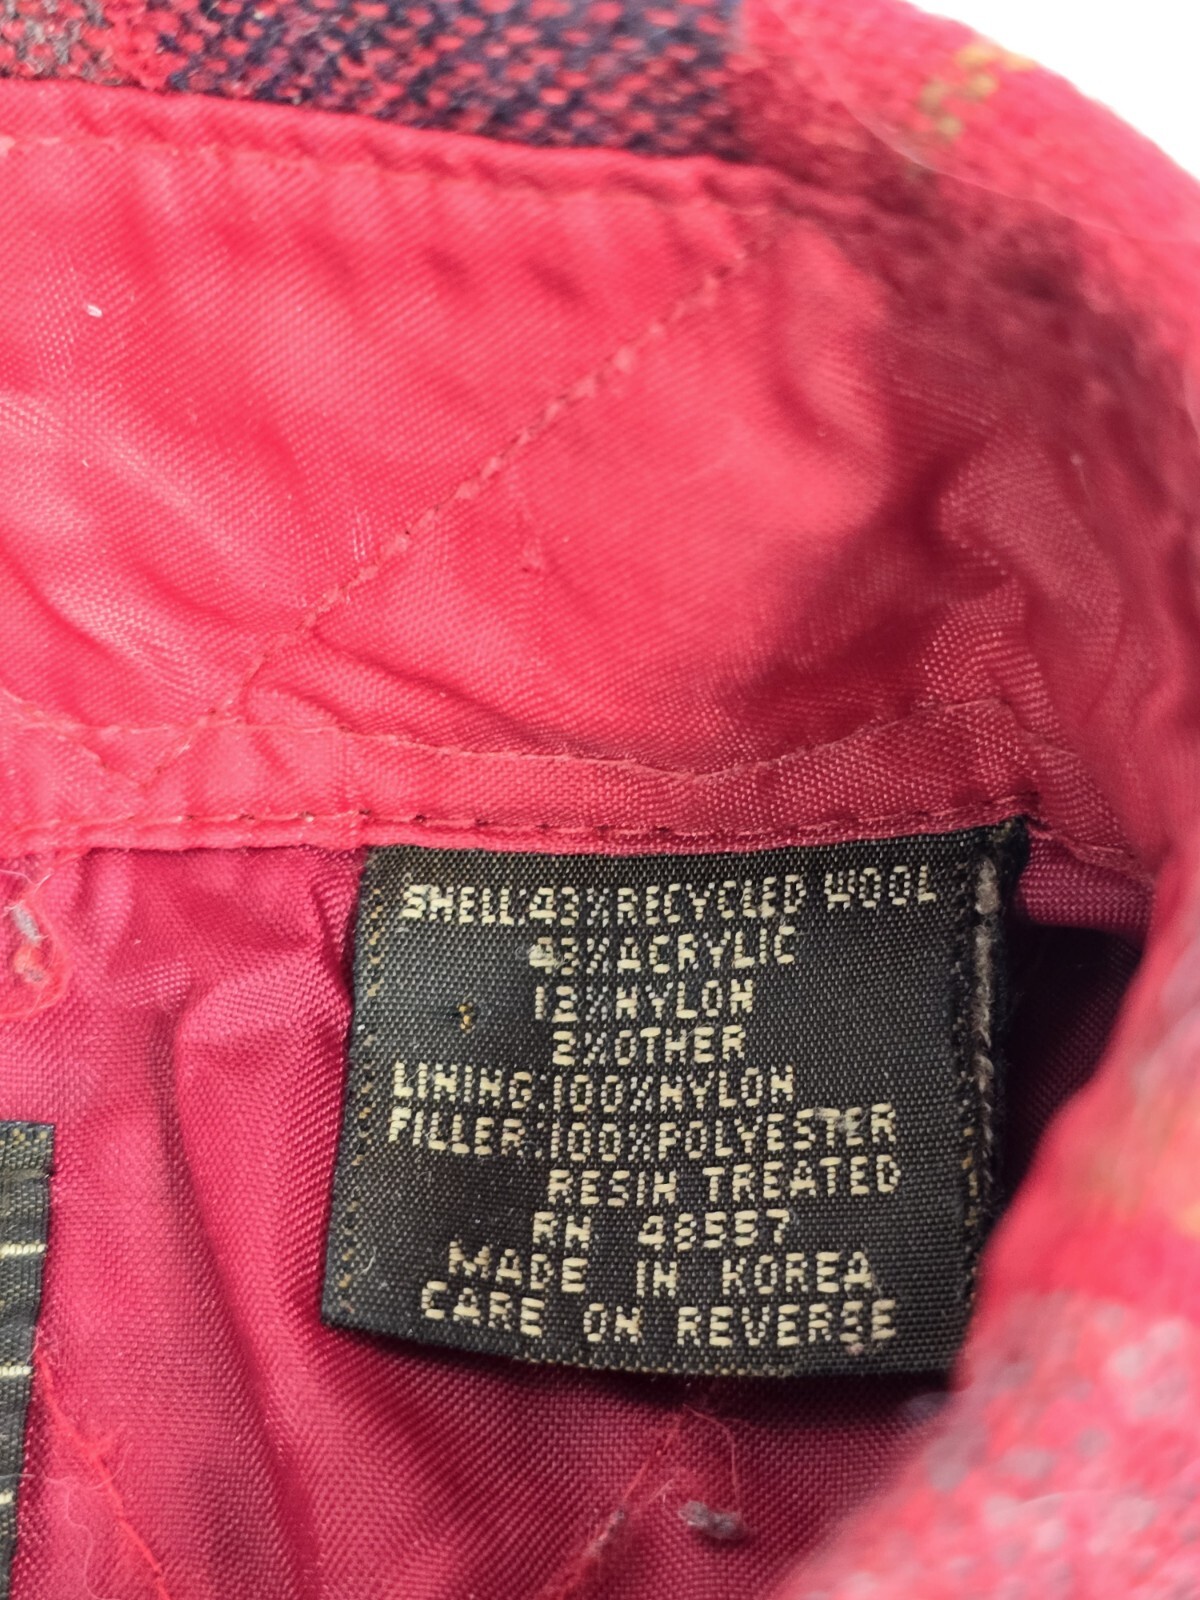 SHELL:43%RECYCLED WOOL
43%ACRYLIC
12%NYLON
2%OTHER
LINING:100%NYLON
FILLER:100%POLYESTER
RESIN TREATED
RN 48557
MADE IN KOREA
CARE ON REVERSE